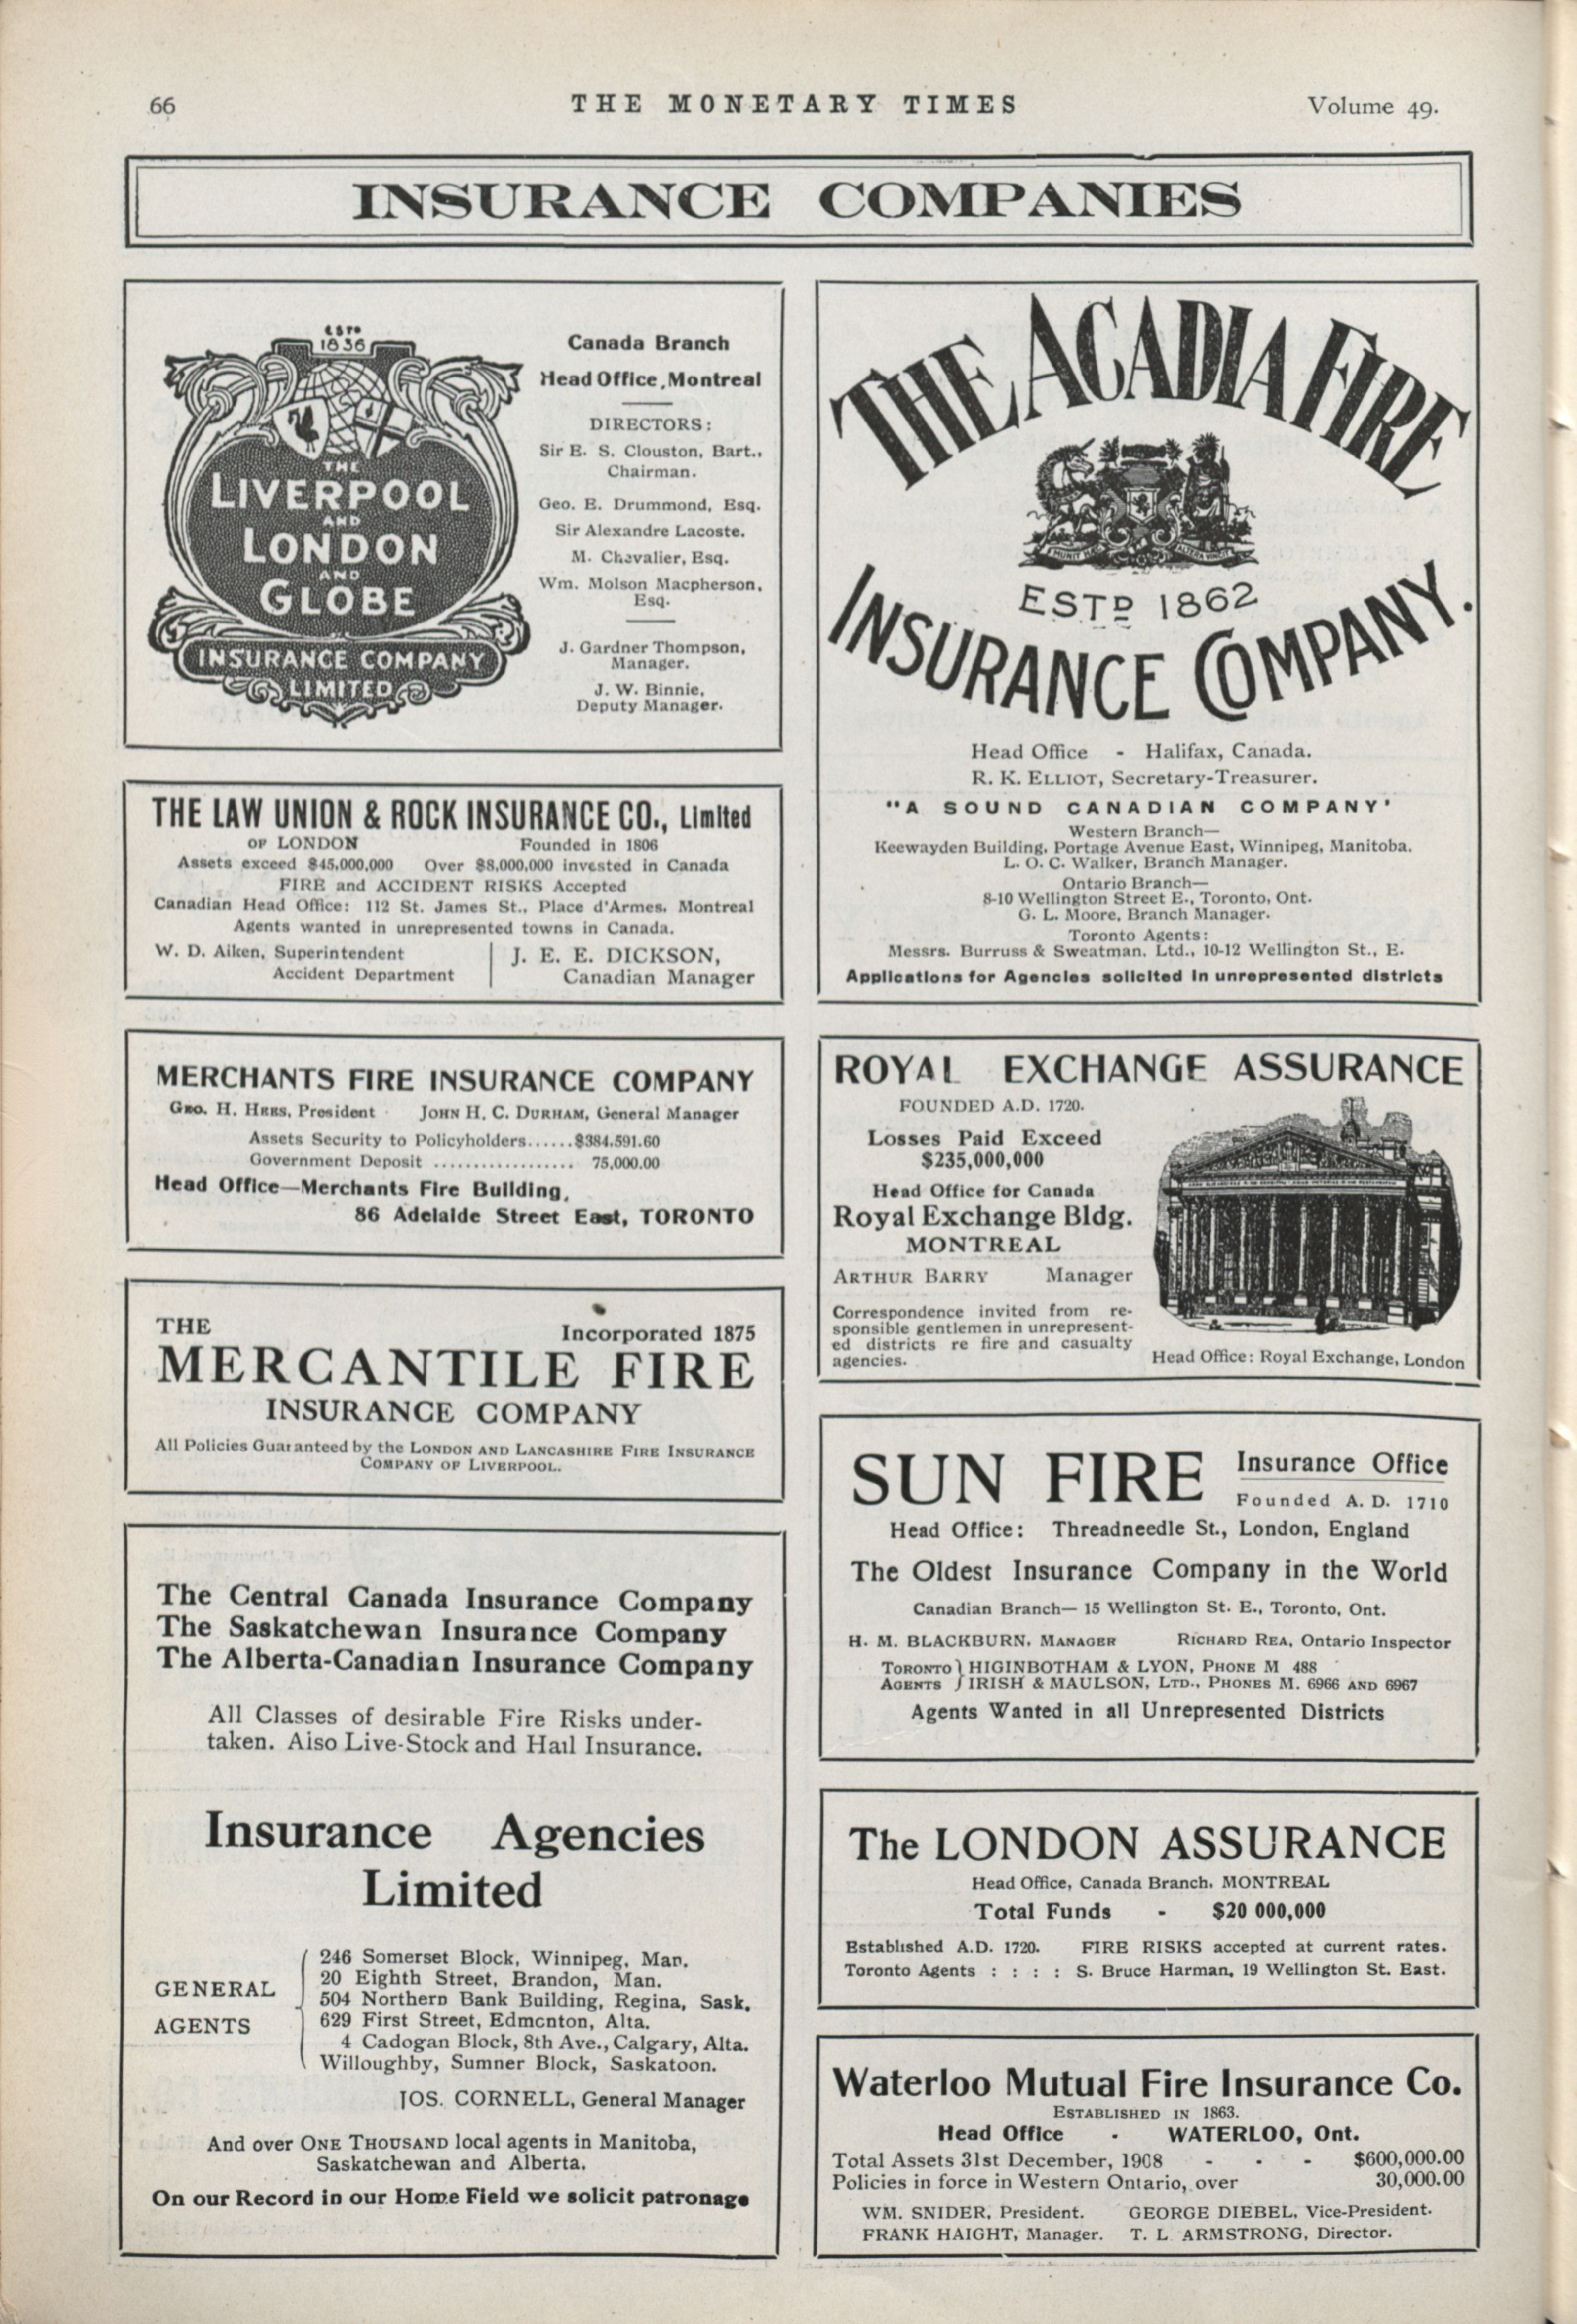 66
THE MONETARY TIMES
Volume 49.
INSURANCE COMPANIES
ESTD
1836
THE
LIVERPOOL
AND
LONDON
AND
GLOBE
INSURANCE COMPANY
LIMITED
Canada Branch
Head Office, Montreal
DIRECTORS:
Sir E. S. Clouston, Bart.,
Chairman.
Geo. E. Drummond, Esq.
Sir Alexandre Lacoste.
M. Chevalier, Esq.
Wm. Molson Macpherson,
Esq.
J. Gardner Thompson,
Manager.
J. W. Binnie,
Deputy Manager.
THE LAW UNION & ROCK INSURANCE CO., Limited
OF LONDON Founded in 1806
Assets exceed $45,000,000 Over $8,000,000 invested in Canada
FIRE and ACCIDENT RISKS Accepted
Canadian Head Office: 112 St. James St., Place d'Armes, Montreal
Agents wanted in unrepresented towns in Canada.
W. D. Aiken, Superintendent
Accident Department
J. E. E. DICKSON,
Canadian Manager
MERCHANTS FIRE INSURANCE COMPANY
GEO. H. HEES, President JOHN H. C. DURHAM, General Manager
Assets Security to Policyholders......$384,591.60
Government Deposit .................. 75,000.00
Head Office—Merchants Fire Building,
86 Adelaide Street East, TORONTO
THE
Incorporated 1875
MERCANTILE FIRE
INSURANCE COMPANY
All Policies Guaranteed by the LONDON AND LANCASHIRE FIRE INSURANCE
COMPANY OF LIVERPOOL.
The Central Canada Insurance Company
The Saskatchewan Insurance Company
The Alberta-Canadian Insurance Company
All Classes of desirable Fire Risks under-
taken. Also Live-Stock and Hail Insurance.
Insurance Agencies
Limited
GENERAL
AGENTS
246 Somerset Block, Winnipeg, Man.
20 Eighth Street, Brandon, Man.
504 Northern Bank Building, Regina, Sask.
629 First Street, Edmonton, Alta.
4 Cadogan Block, 8th Ave., Calgary, Alta.
Willoughby, Sumner Block, Saskatoon.
JOS. CORNELL, General Manager
And over ONE THOUSAND local agents in Manitoba,
Saskatchewan and Alberta.
On our Record in our Home Field we solicit patronage
THE ACADIA FIRE
MUNIT HAEC ALTERA VINCIT
ESTD 1862
INSURANCE COMPANY.
Head Office - Halifax, Canada.
R. K. ELLIOT, Secretary-Treasurer.
"A SOUND CANADIAN COMPANY'
Western Branch—
Keewayden Building, Portage Avenue East, Winnipeg, Manitoba.
L. O. C. Walker, Branch Manager.
Ontario Branch—
8-10 Wellington Street E., Toronto, Ont.
G. L. Moore, Branch Manager.
Toronto Agents:
Messrs. Burruss & Sweatman, Ltd., 10-12 Wellington St., E.
Applications for Agencies solicited in unrepresented districts
ROYAL EXCHANGE ASSURANCE
FOUNDED A.D. 1720.
Losses Paid Exceed
$235,000,000
Head Office for Canada
Royal Exchange Bldg.
MONTREAL
ARTHUR BARRY Manager
Correspondence invited from re-
sponsible gentlemen in unrepresent-
ed districts re fire and casualty
agencies.
Head Office: Royal Exchange, London
SUN FIRE
Insurance Office
Founded A. D. 1710
Head Office: Threadneedle St., London, England
The Oldest Insurance Company in the World
Canadian Branch— 15 Wellington St. E., Toronto, Ont.
H. M. BLACKBURN, MANAGER RICHARD REA, Ontario Inspector
TORONTO } HIGINBOTHAM & LYON, PHONE M 488
AGENTS } IRISH & MAULSON, LTD., PHONES M. 6966 AND 6967
Agents Wanted in all Unrepresented Districts
The LONDON ASSURANCE
Head Office, Canada Branch, MONTREAL
Total Funds - $20 000,000
Established A.D. 1720. FIRE RISKS accepted at current rates.
Toronto Agents : : : : S. Bruce Harman, 19 Wellington St. East.
Waterloo Mutual Fire Insurance Co.
ESTABLISHED IN 1863.
Head Office - WATERLOO, Ont.
Total Assets 31st December, 1908 - - - $600,000.00
Policies in force in Western Ontario, over 30,000.00
WM. SNIDER, President. GEORGE DIEBEL, Vice-President.
FRANK HAIGHT, Manager. T. L. ARMSTRONG, Director.